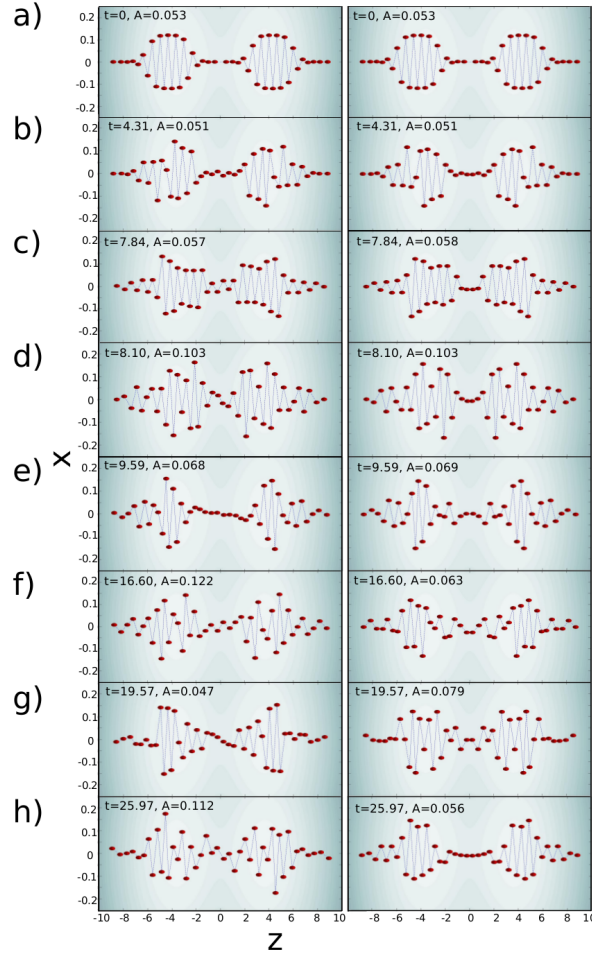 a)
t=0, A=0.053
t=0, A=0.053
0.2
0.1
0
-0.1
-0.2
b)
t=4.31, A=0.051
t=4.31, A=0.051
0.2
0.1
0
-0.1
-0.2
c)
t=7.84, A=0.057
t=7.84, A=0.058
0.2
0.1
0
-0.1
-0.2
d)
t=8.10, A=0.103
t=8.10, A=0.103
0.2
0.1
0
-0.1
-0.2
x
e)
t=9.59, A=0.068
t=9.59, A=0.069
0.2
0.1
0
-0.1
-0.2
f)
t=16.60, A=0.122
t=16.60, A=0.063
0.2
0.1
0
-0.1
-0.2
g)
t=19.57, A=0.047
t=19.57, A=0.079
0.2
0.1
0
-0.1
-0.2
h)
t=25.97, A=0.112
t=25.97, A=0.056
0.2
0.1
0
-0.1
-0.2
-10 -8 -6 -4 -2 0 2 4 6 8 10
-8 -6 -4 -2 0 2 4 6 8 10
z
z